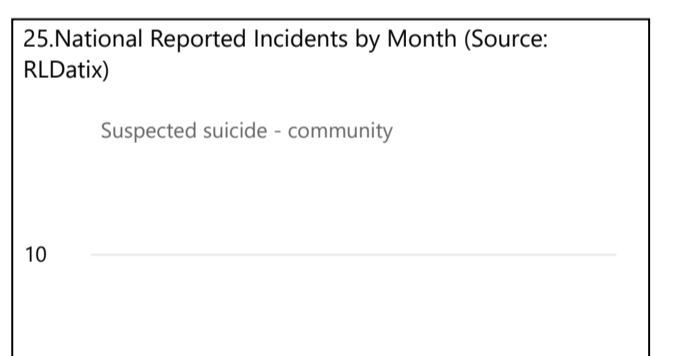 25.National Reported Incidents by Month (Source:
RLDatix)
Suspected suicide - community
10